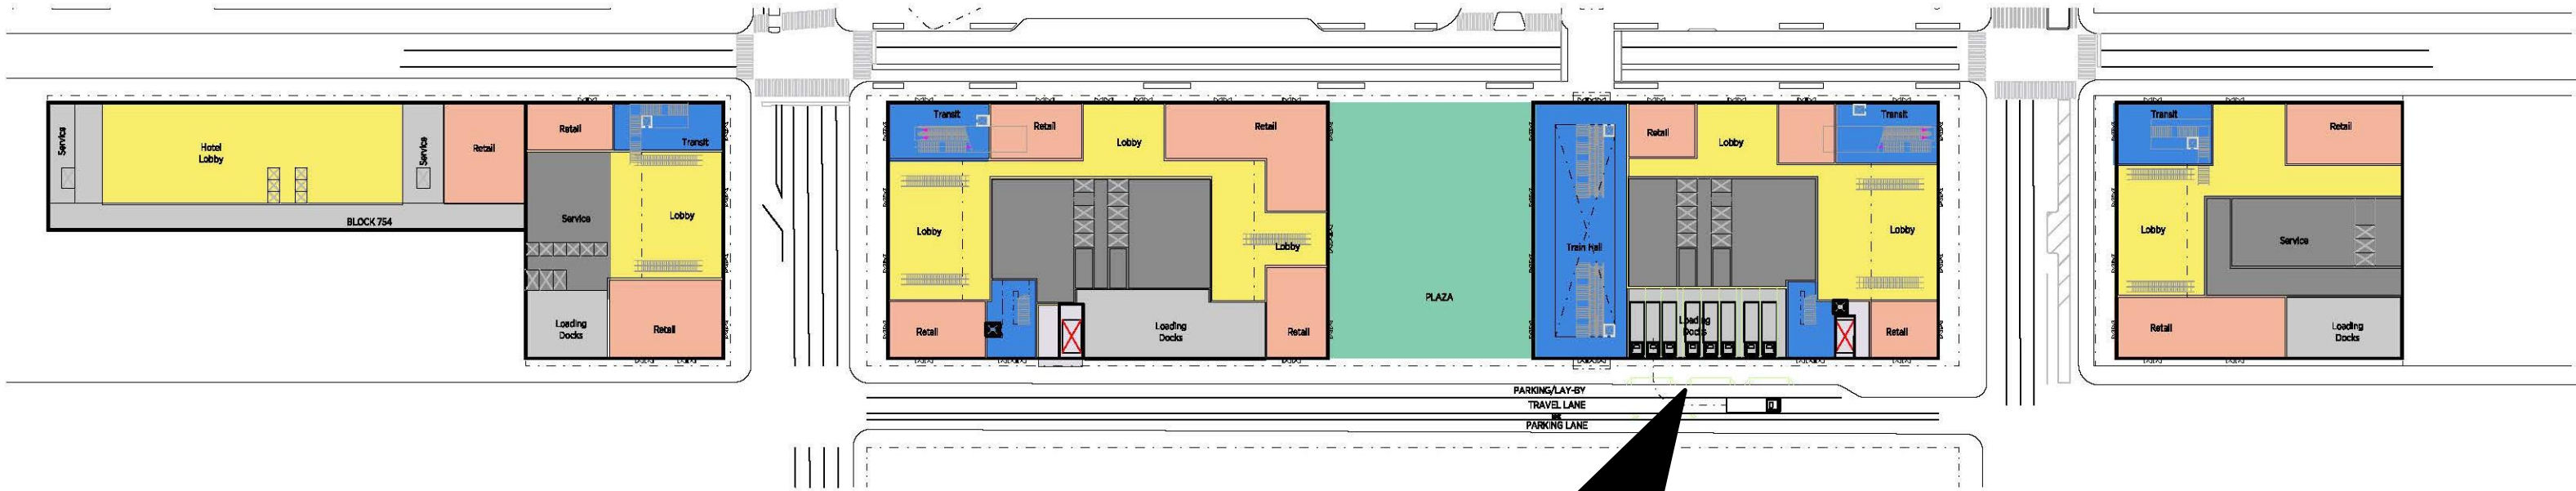 Service
Hotel
Lobby
Service
Retail
BLOCK 754
Retail
Transit
Service
Lobby
Loading
Docks
Retail
Transit
Retail
Lobby
Retail
Lobby
Lobby
Retail
Loading
Docks
Retail
PLAZA
Train Hall
Retail
Lobby
Transit
Lobby
Loading
Docks
Retail
Transit
Retail
Lobby
Service
Retail
Loading
Docks
PARKING/LAY-BY
TRAVEL LANE
PARKING LANE